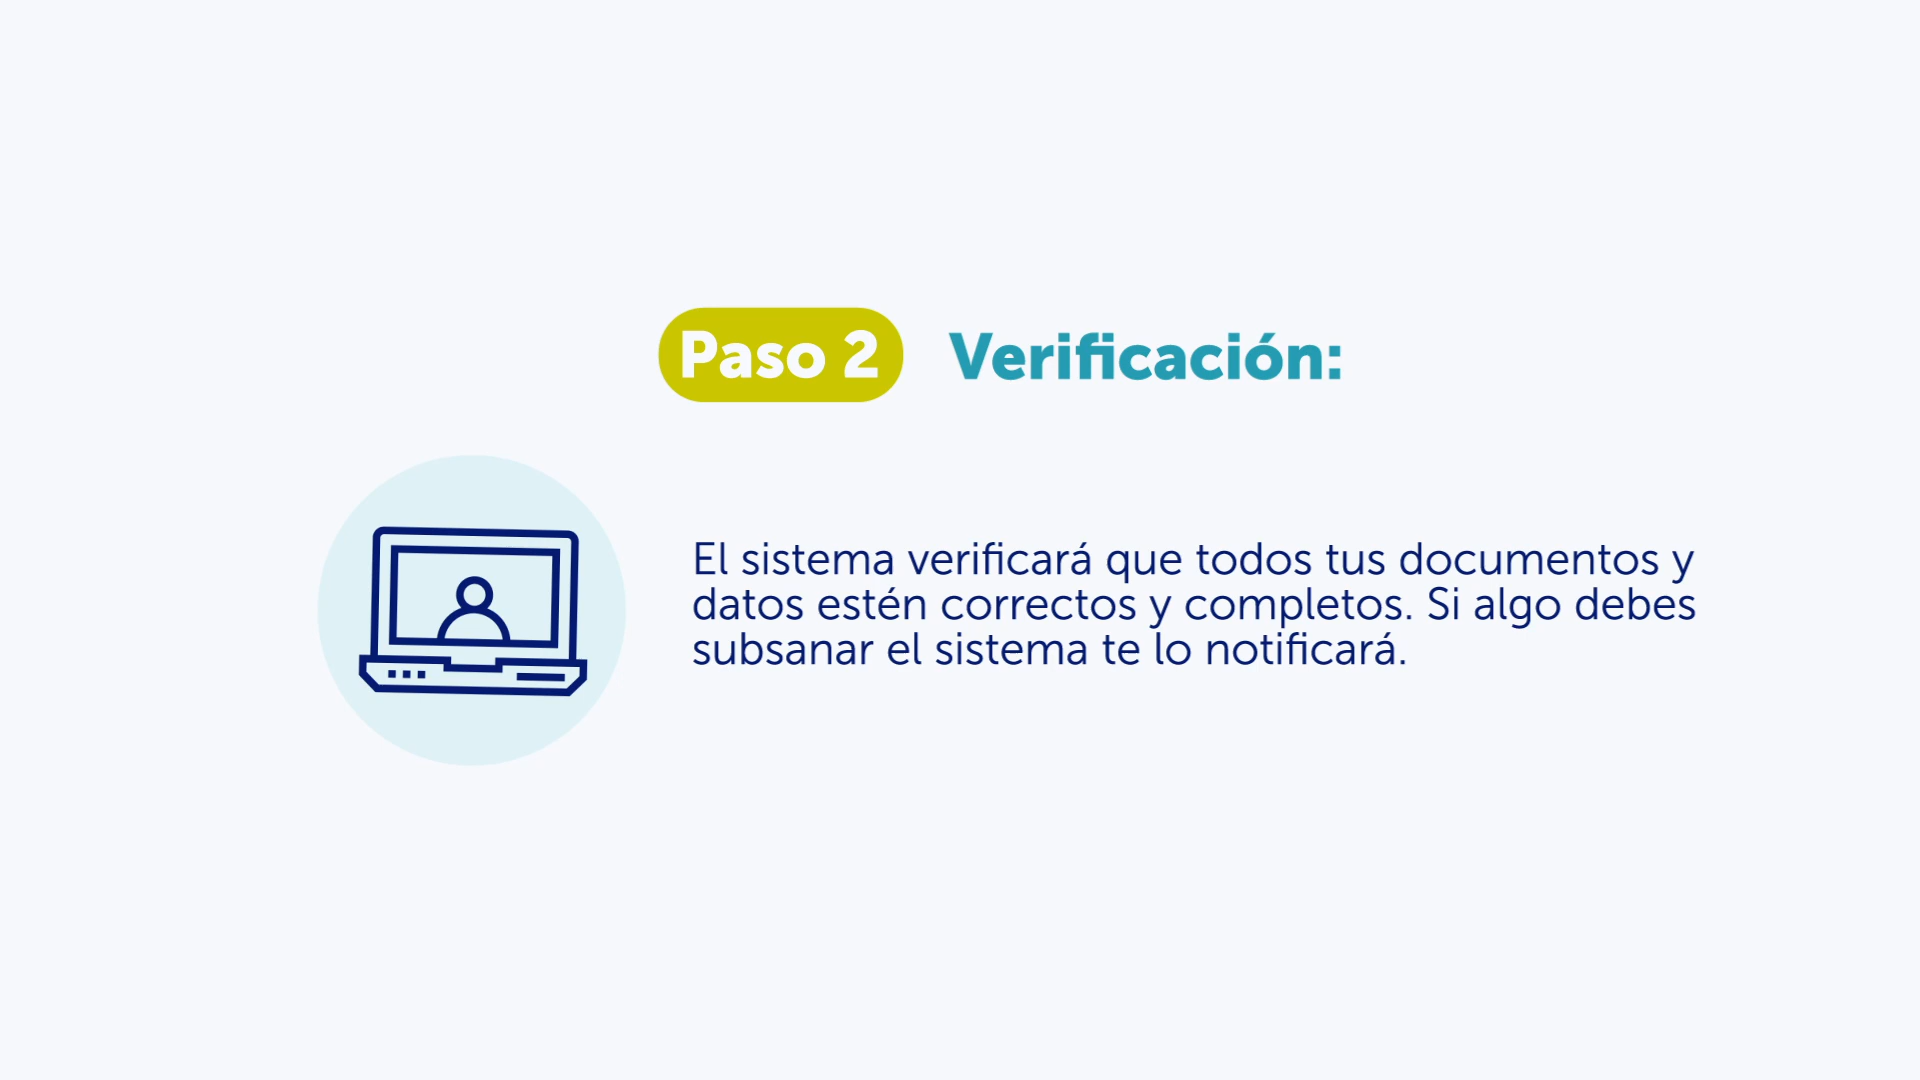 Paso 2 Verificación:
El sistema verificará que todos tus documentos y
datos estén correctos y completos. Si algo debes
subsanar el sistema te lo notificará.